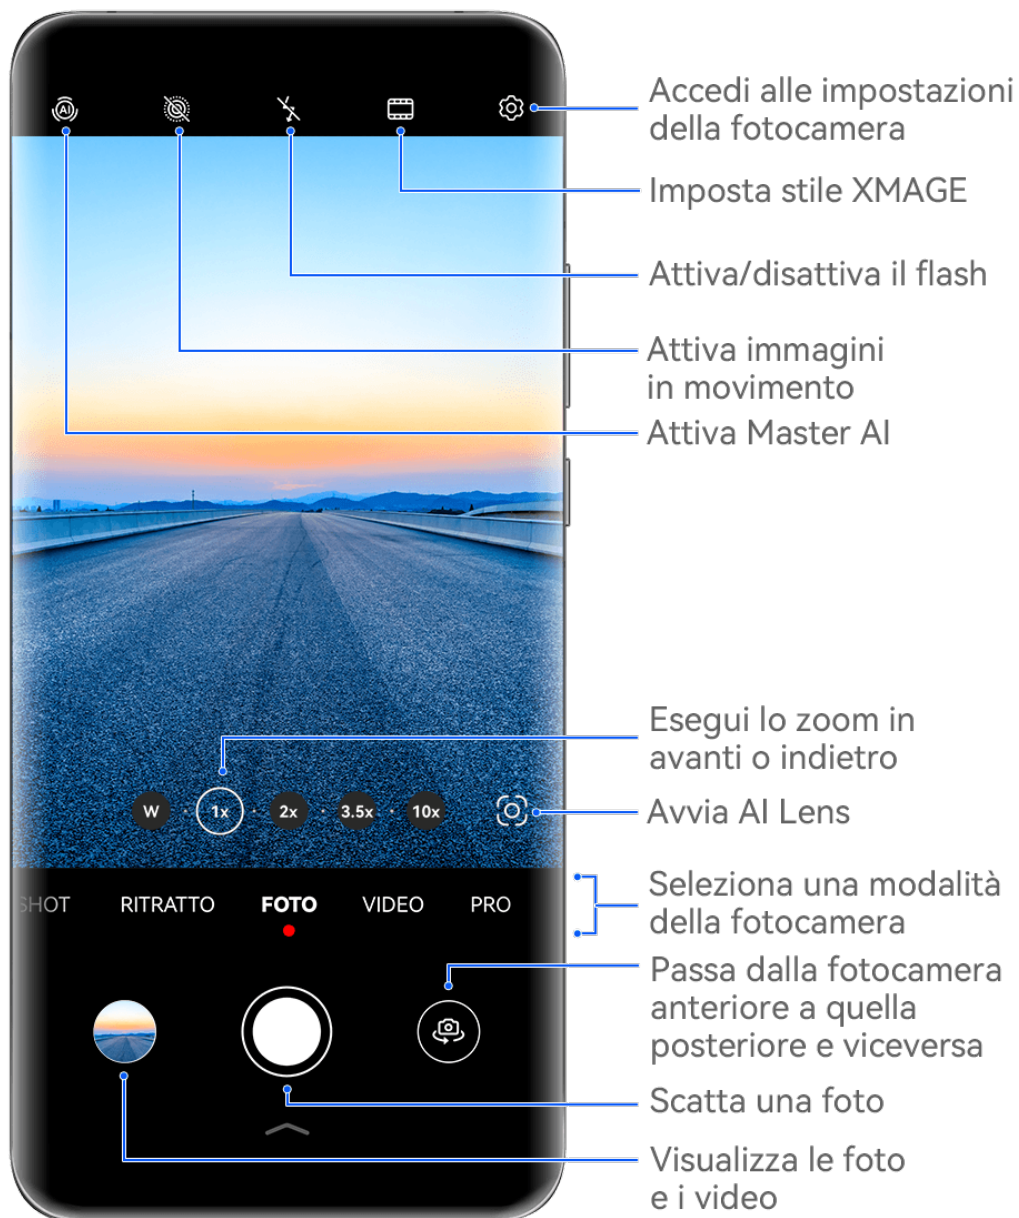 AI
Accedi alle impostazioni
della fotocamera
Imposta stile XMAGE
Attiva/disattiva il flash
Attiva immagini
in movimento
Attiva Master AI
Esegui lo zoom in
avanti o indietro
W 1x 2x 3.5x 10x
Avvia AI Lens
SHOT RITRATTO FOTO VIDEO PRO
Seleziona una modalità
della fotocamera
Passa dalla fotocamera
anteriore a quella
posteriore e viceversa
Scatta una foto
Visualizza le foto
e i video